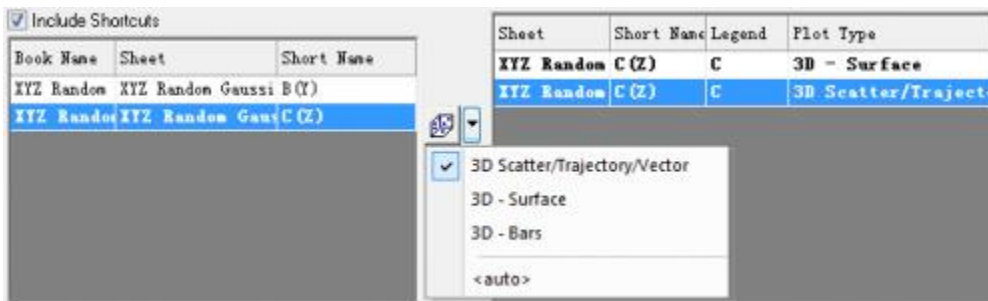 Include Shortcuts
Book Name Sheet Short Name
XYZ Random XYZ Random Gaussi B(Y)
XYZ Rando XYZ Random Gaus C(Z)
Sheet Short Name Legend Plot Type
XYZ Random C(Z) C 3D - Surface
XYZ Random C(Z) C 3D Scatter/Traject
3D Scatter/Trajectory/Vector
3D - Surface
3D - Bars
<auto>